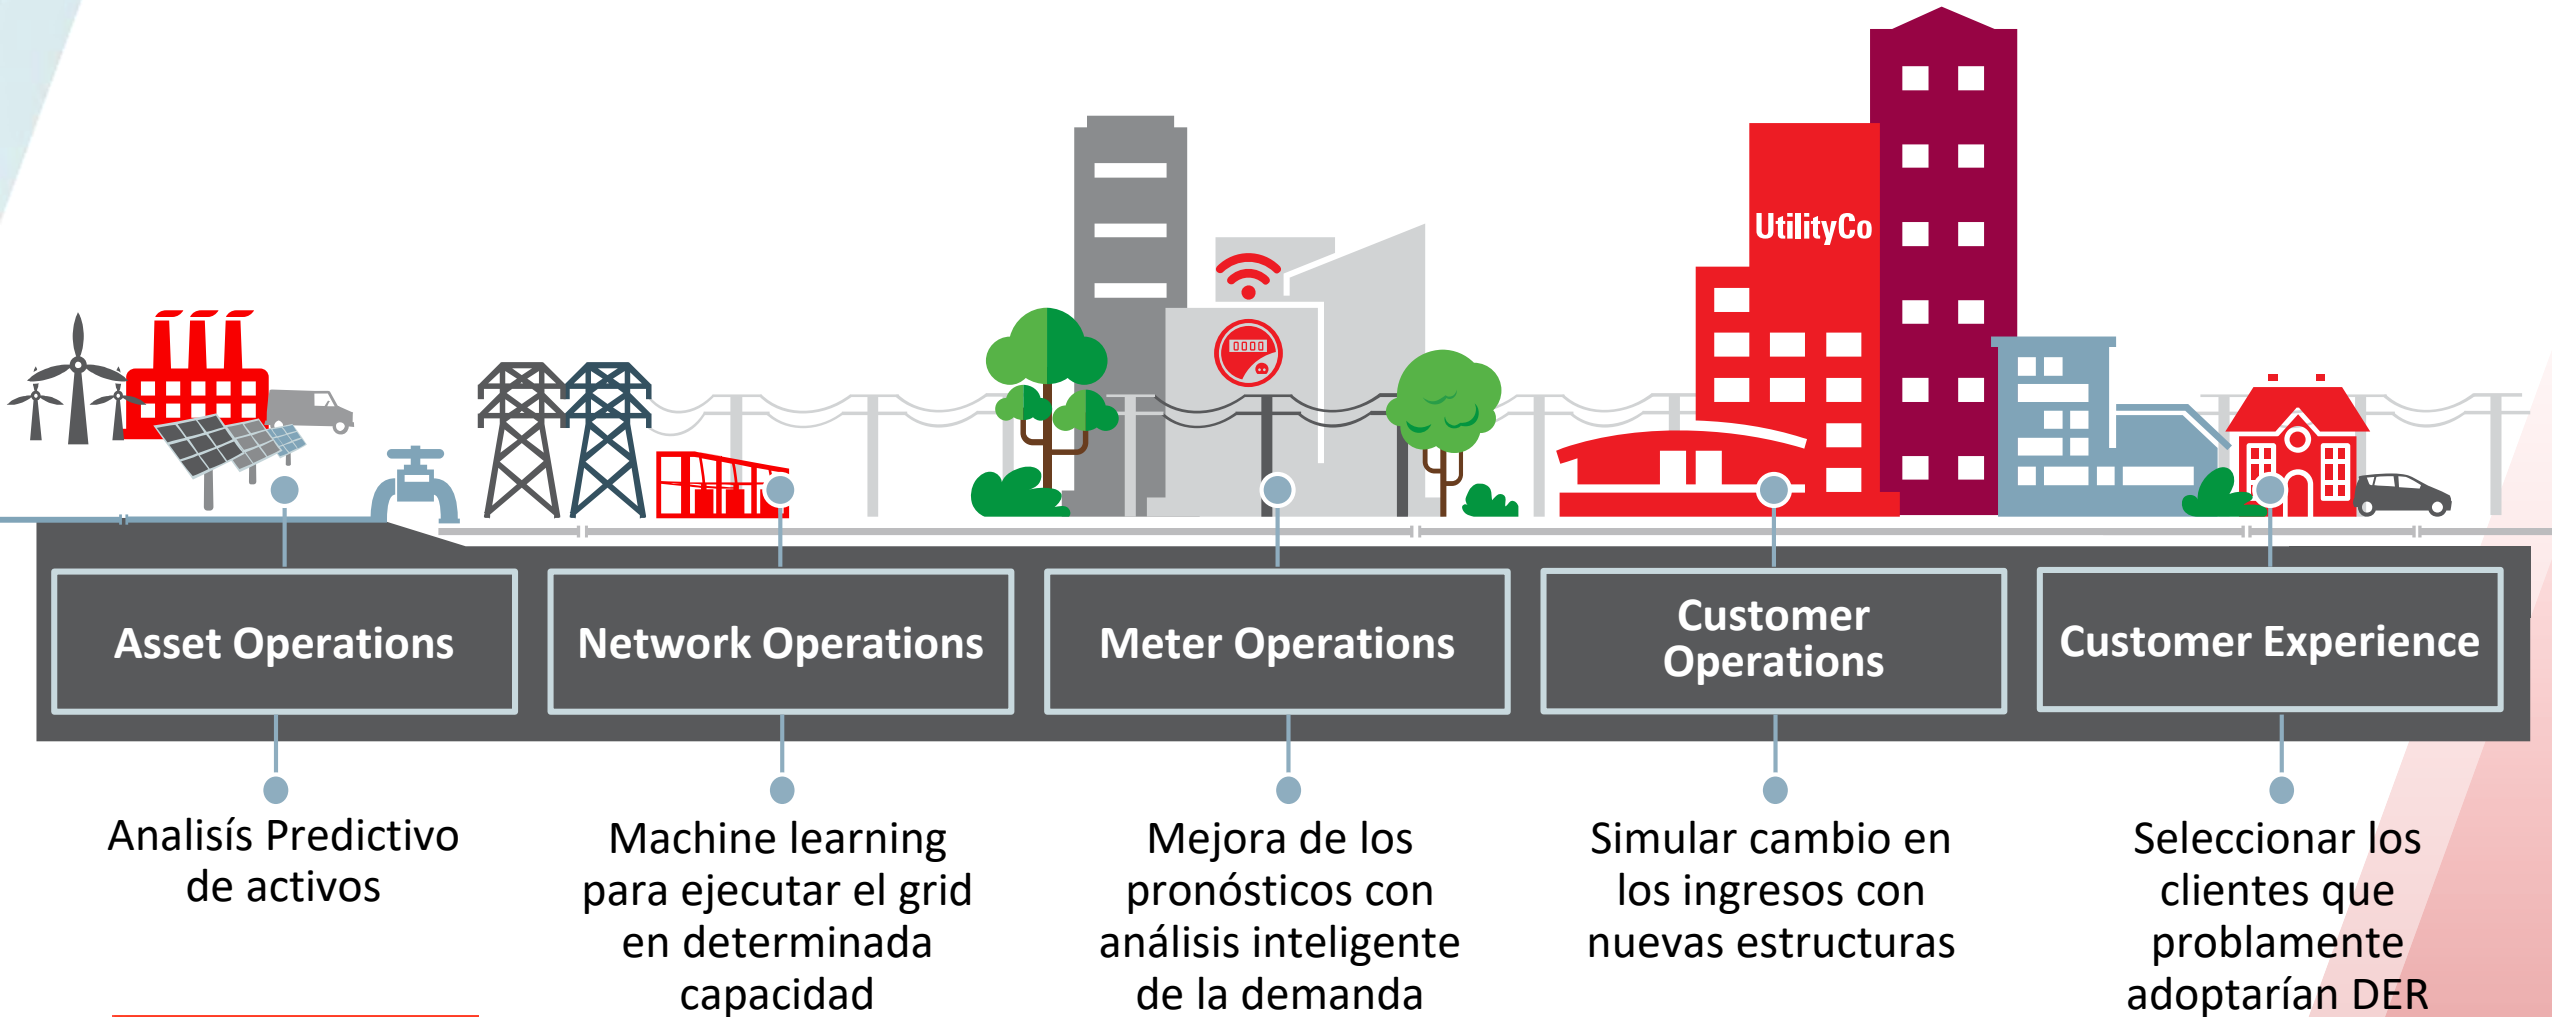 UtilityCo
0000
Asset Operations
Network Operations
Meter Operations
Customer
Operations
Customer Experience
Analisís Predictivo
de activos
Machine learning
para ejecutar el grid
en determinada
capacidad
Mejora de los
pronósticos con
análisis inteligente
de la demanda
Simular cambio en
los ingresos con
nuevas estructuras
Seleccionar los
clientes que
problamente
adoptarían DER